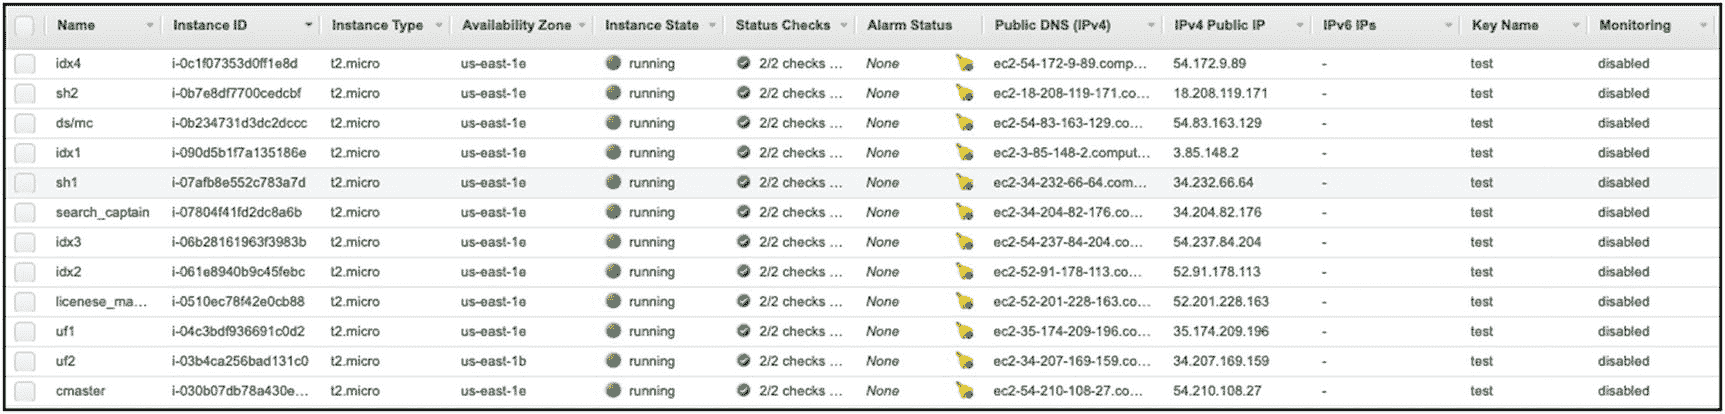 Name Instance ID Instance Type Availability Zone Instance State Status Checks Alarm Status Public DNS (IPv4) IPv4 Public IP IPv6 IPs Key Name Monitoring
idx4 i-0c1f07353d0ff1e8d t2.micro us-east-1e running 2/2 checks ... None ec2-54-172-9-89.comp... 54.172.9.89 - test disabled
sh2 i-0b7e8df7700cedcbf t2.micro us-east-1e running 2/2 checks ... None ec2-18-208-119-171.co... 18.208.119.171 - test disabled
ds/mc i-0b234731d3dc2dccc t2.micro us-east-1e running 2/2 checks ... None ec2-54-83-163-129.co... 54.83.163.129 - test disabled
idx1 i-090d5b1f7a135186e t2.micro us-east-1e running 2/2 checks ... None ec2-3-85-148-2.comput... 3.85.148.2 - test disabled
sh1 i-07afb8e552c783a7d t2.micro us-east-1e running 2/2 checks ... None ec2-34-232-66-64.com... 34.232.66.64 - test disabled
search_captain i-07804f41fd2dc8a6b t2.micro us-east-1e running 2/2 checks ... None ec2-34-204-82-176.co... 34.204.82.176 - test disabled
idx3 i-06b28161963f3983b t2.micro us-east-1e running 2/2 checks ... None ec2-54-237-84-204.co... 54.237.84.204 - test disabled
idx2 i-061e8940b9c45febc t2.micro us-east-1e running 2/2 checks ... None ec2-52-91-178-113.co... 52.91.178.113 - test disabled
licenese_ma... i-0510ec78f42e0cb88 t2.micro us-east-1e running 2/2 checks ... None ec2-52-201-228-163.co... 52.201.228.163 - test disabled
uf1 i-04c3bdf936691c0d2 t2.micro us-east-1e running 2/2 checks ... None ec2-35-174-209-196.co... 35.174.209.196 - test disabled
uf2 i-03b4ca256bad131c0 t2.micro us-east-1b running 2/2 checks ... None ec2-34-207-169-159.co... 34.207.169.159 - test disabled
cmaster i-030b07db78a430e... t2.micro us-east-1e running 2/2 checks ... None ec2-54-210-108-27.co... 54.210.108.27 - test disabled